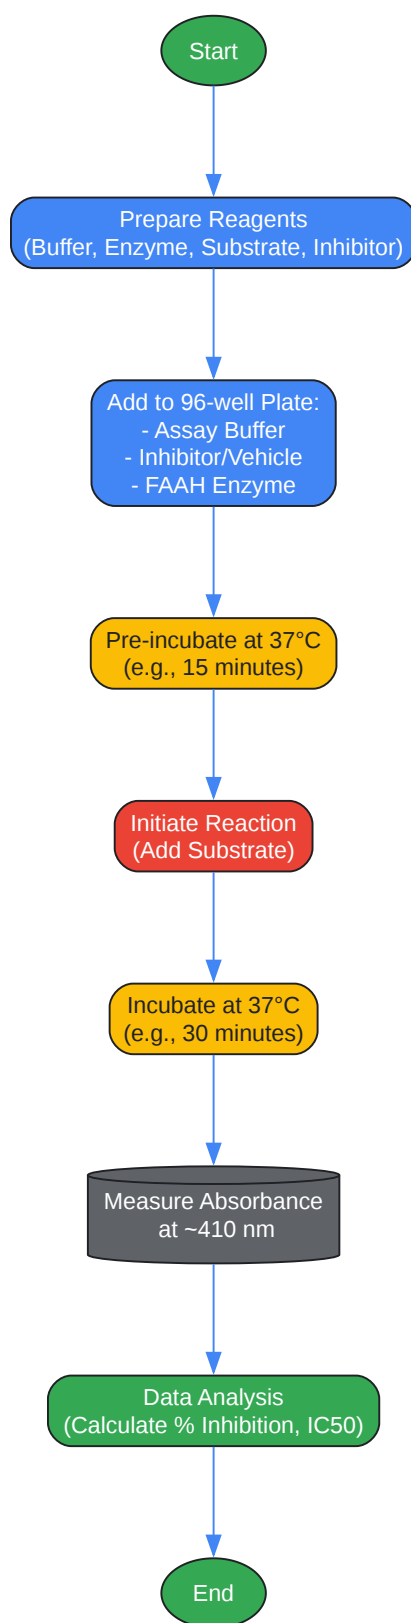 Start
Prepare Reagents
(Buffer, Enzyme, Substrate, Inhibitor)
Add to 96-well Plate:
- Assay Buffer
- Inhibitor/Vehicle
- FAAH Enzyme
Pre-incubate at 37°C
(e.g., 15 minutes)
Initiate Reaction
(Add Substrate)
Incubate at 37°C
(e.g., 30 minutes)
Measure Absorbance
at ~410 nm
Data Analysis
(Calculate % Inhibition, IC50)
End